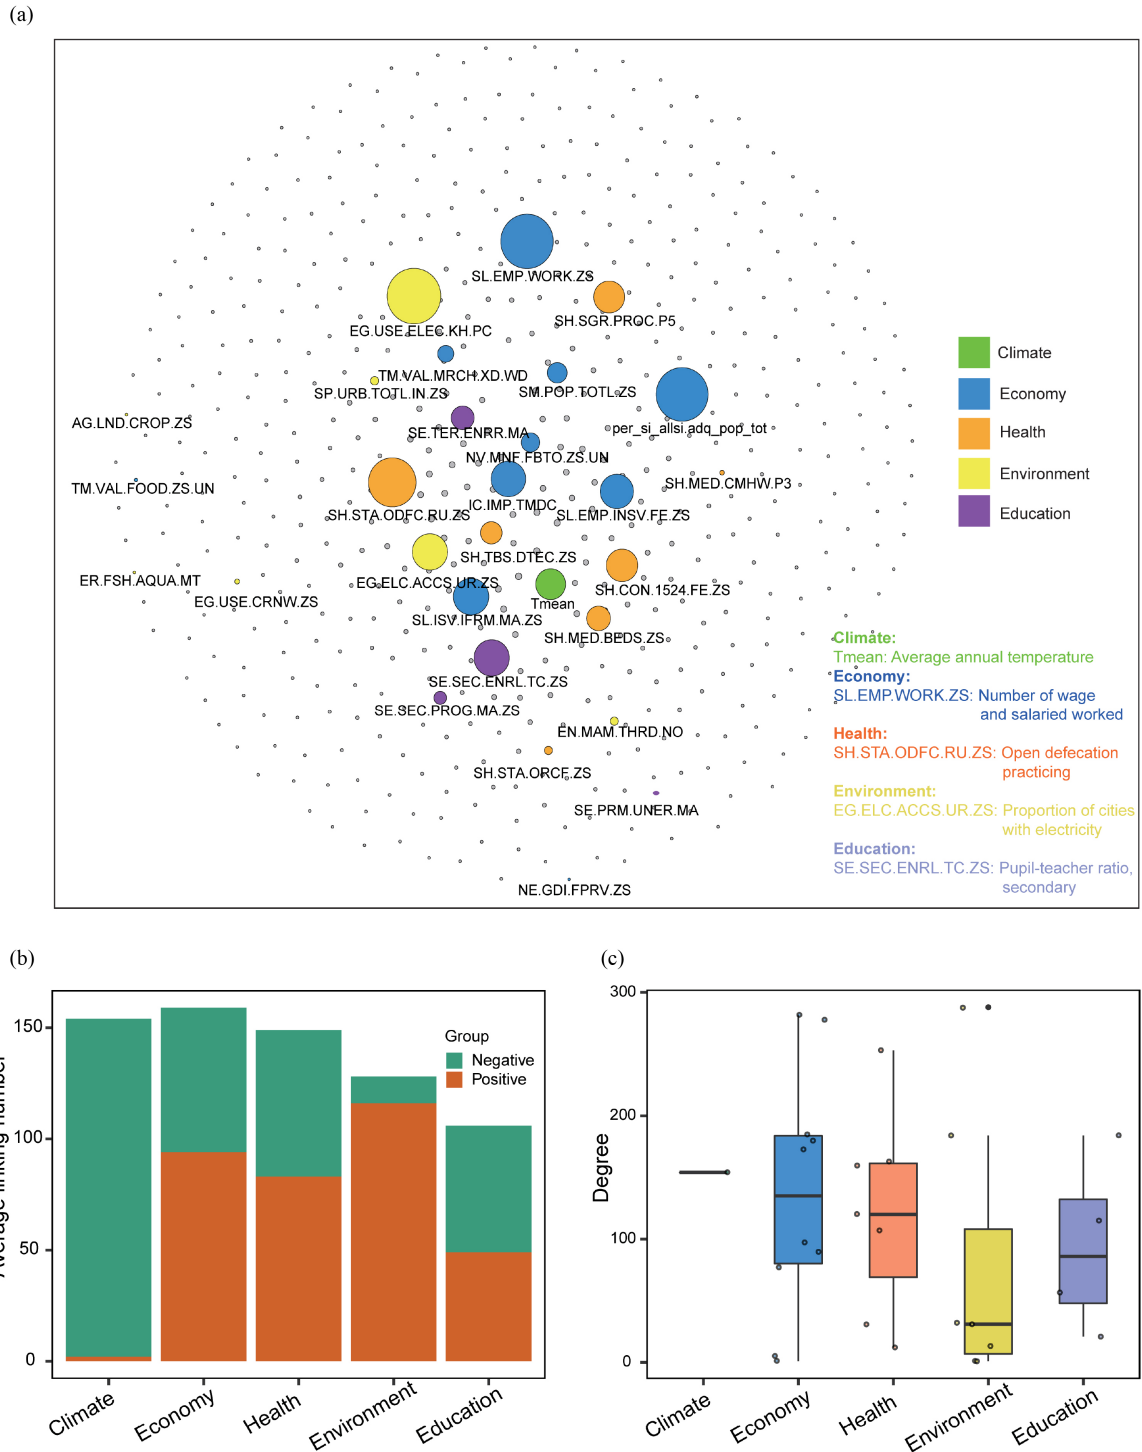 (a)
SL.EMP.WORK.ZS
SH.SGR.PROC.P5
EG.USE.ELEC.KH.PC
TM.VAL.MRCH.XD.WD
SP.URB.TOTL.IN.ZS
SM.POP.TOTL.ZS
AG.LND.CROP.ZS
SE.TER.ENRR.MA
per_si_allsi.adq_pop_tot
NV.MNF.FBTO.ZS.UN
TM.VAL.FOOD.ZS.UN
SH.MED.CMHW.P3
IC.IMP.TMDC
SH.STA.ODFC.RU.ZS
SL.EMP.INSV.FE.ZS
SH.TBS.DTEC.ZS
ER.FSH.AQUA.MT
EG.ELC.ACCS.UR.ZS
SH.CON.1524.FE.ZS
EG.USE.CRNW.ZS
Tmean
SL.ISV.IFRM.MA.ZS
SH.MED.BEDS.ZS
SE.SEC.ENRL.TC.ZS
SE.SEC.PROG.MA.ZS
EN.MAM.THRD.NO
SH.STA.ORCF.ZS
SE.PRM.UNER.MA
NE.GDI.FPRV.ZS
Climate
Economy
Health
Environment
Education
Climate:
Tmean: Average annual temperature
Economy:
SL.EMP.WORK.ZS: Number of wage
and salaried worked
Health:
SH.STA.ODFC.RU.ZS: Open defecation
practicing
Environment:
EG.ELC.ACCS.UR.ZS: Proportion of cities
with electricity
Education:
SE.SEC.ENRL.TC.ZS: Pupil-teacher ratio,
secondary
(b)
Average linking number
150
100
50
0
Group
Negative
Positive
Climate
Economy
Health
Environment
Education
(c)
Degree
300
200
100
0
Climate
Economy
Health
Environment
Education